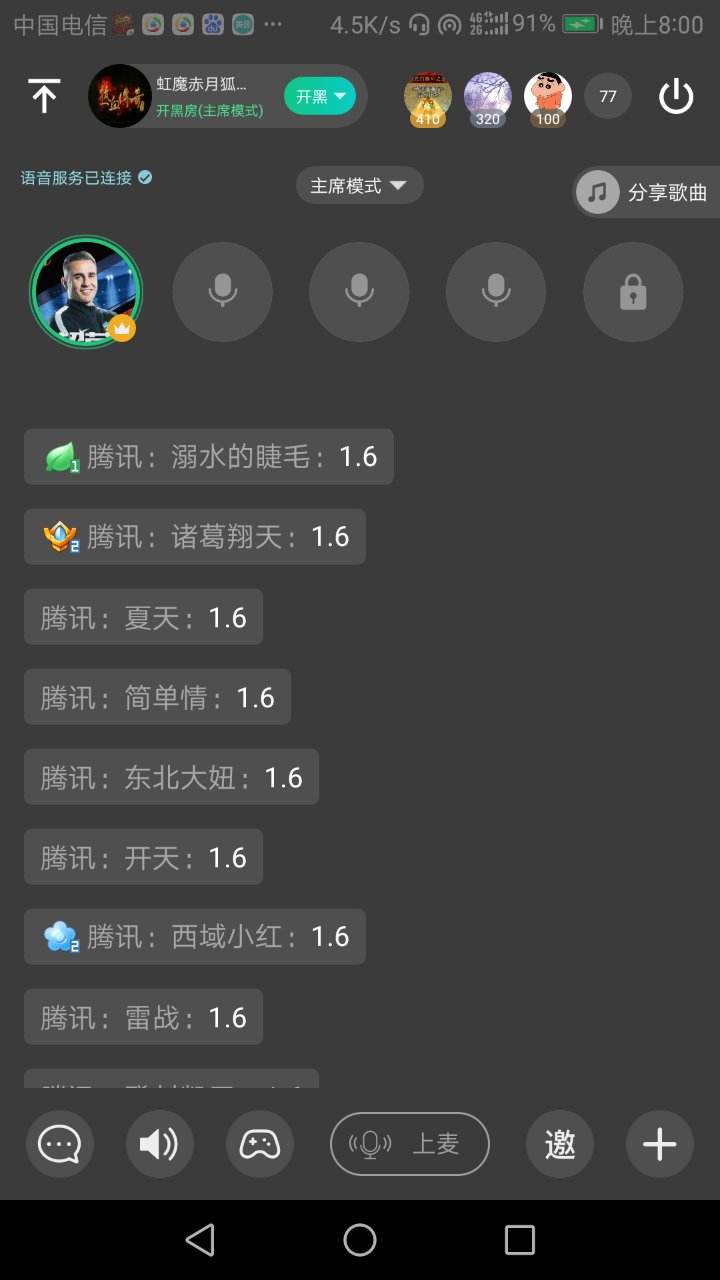 中国电信 ... 4.5K/s 4G 2G 91% 晚上8:00
虹魔赤月狐...
开黑房(主席模式)
开黑
410 320 100 77
语音服务已连接
主席模式
分享歌曲
1 腾讯: 溺水的睫毛: 1.6
2 腾讯: 诸葛翔天: 1.6
腾讯: 夏天: 1.6
腾讯: 简单情: 1.6
腾讯: 东北大妞: 1.6
腾讯: 开天: 1.6
2 腾讯: 西域小红: 1.6
腾讯: 雷战: 1.6
上麦
邀